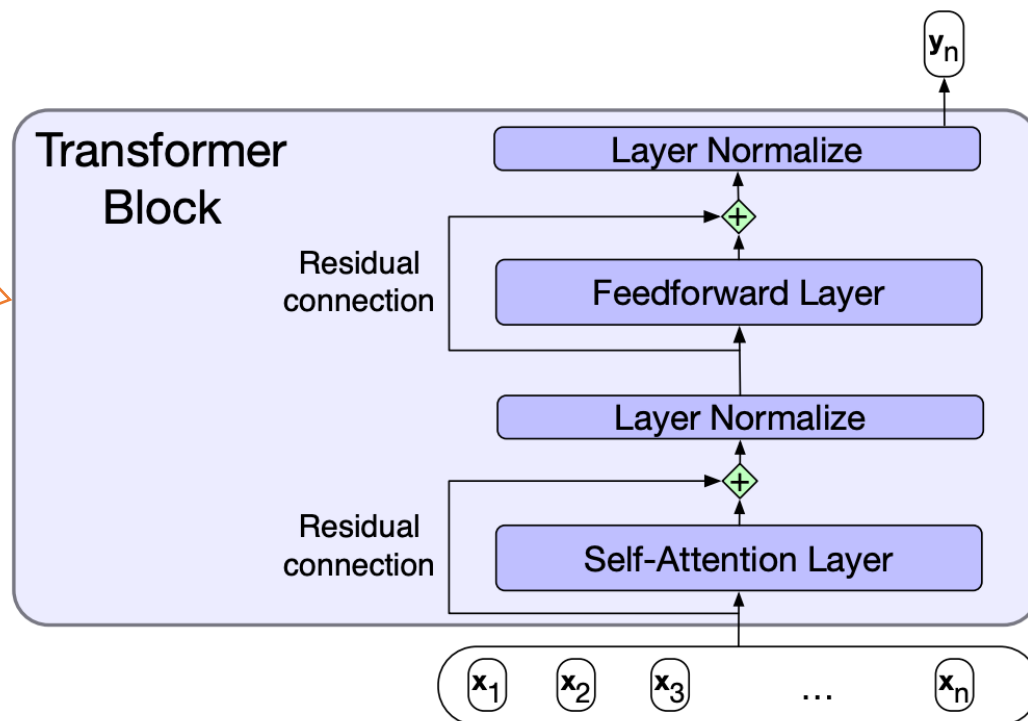 yn
Transformer
Block
Layer Normalize
+
Residual
connection
Feedforward Layer
Layer Normalize
+
Residual
connection
Self-Attention Layer
x1 x2 x3 ... xn